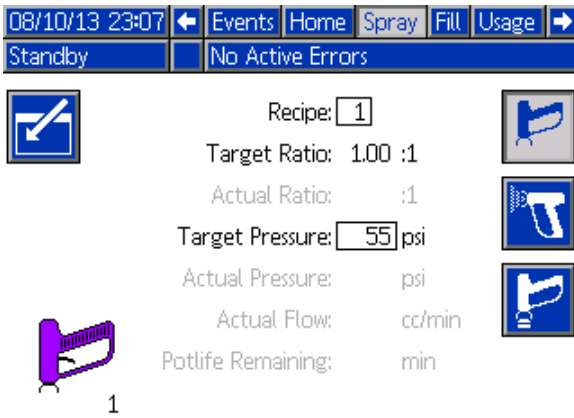 08/10/13 23:07 Events Home Spray Fill Usage
Standby No Active Errors
Recipe: 1
Target Ratio: 1.00 :1
Actual Ratio: :1
Target Pressure: 55 psi
Actual Pressure: psi
Actual Flow: cc/min
Potlife Remaining: min
1